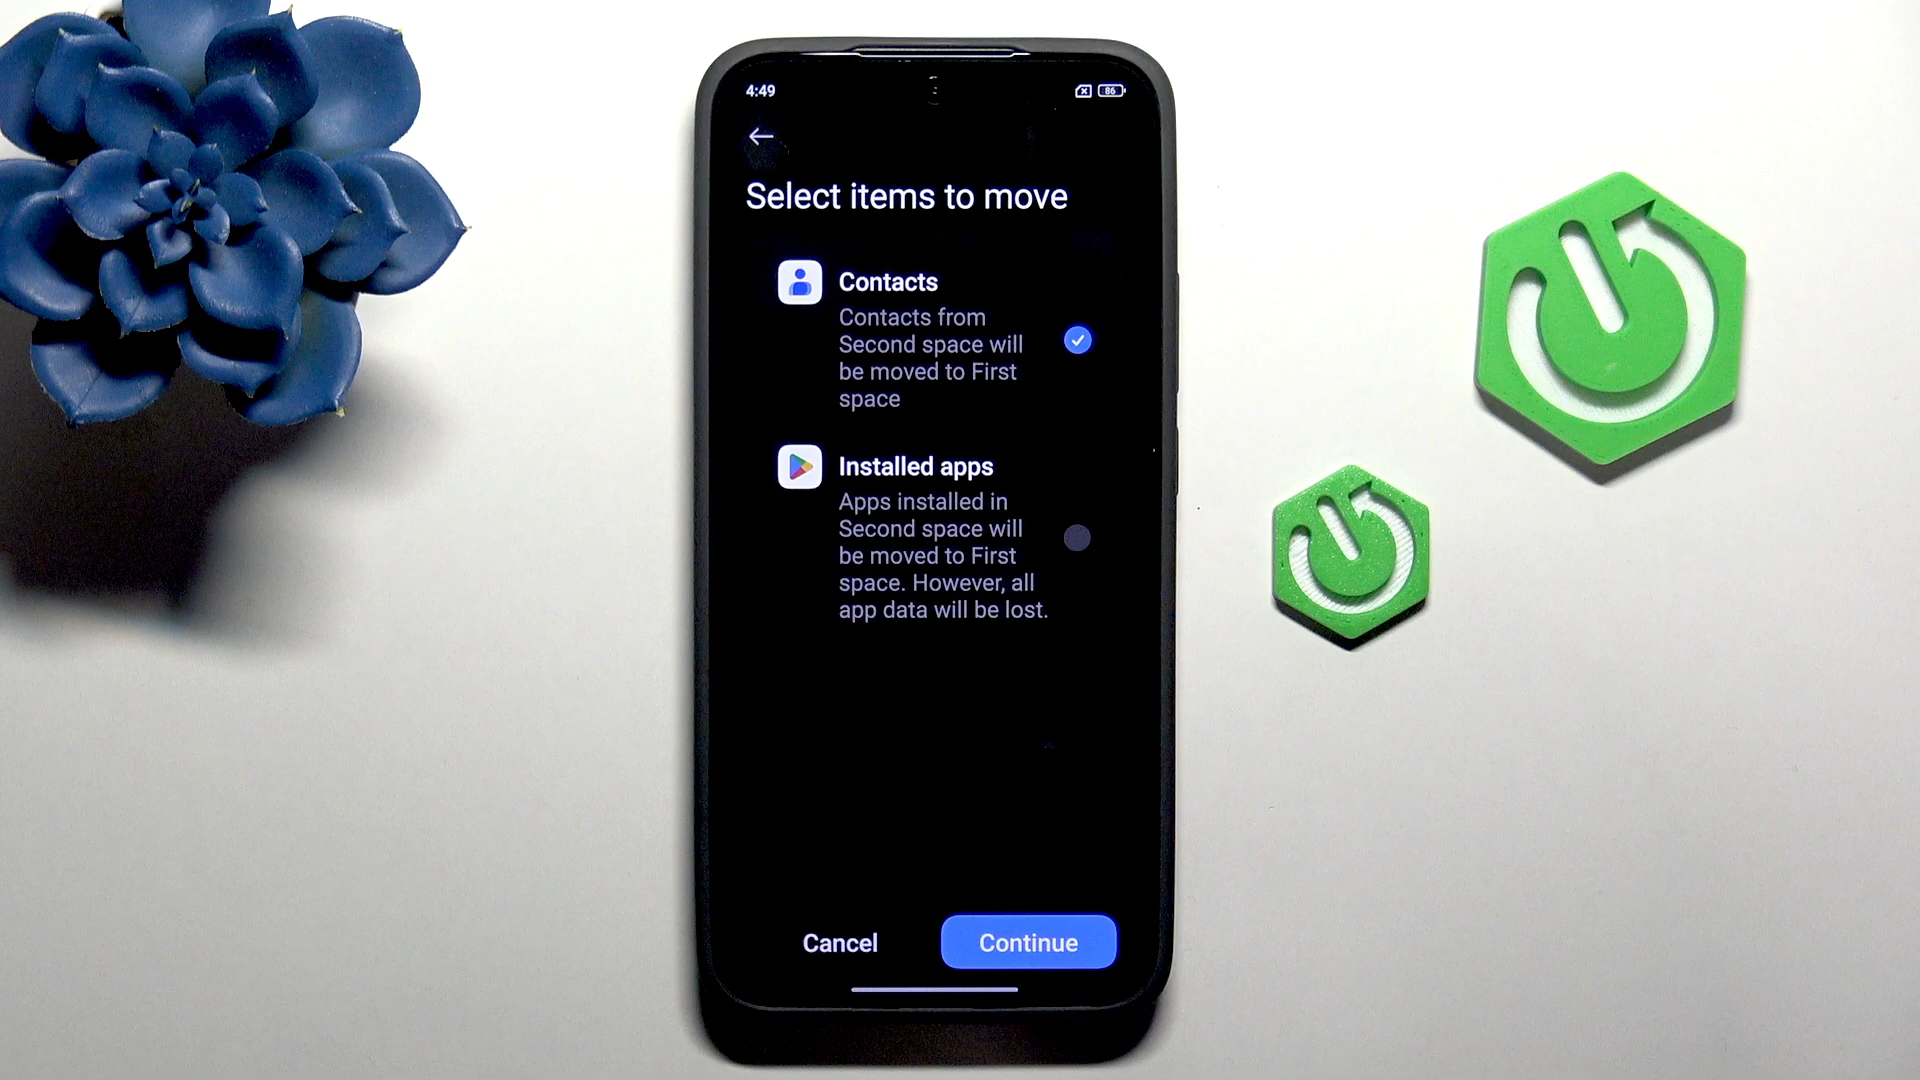 4:49
86
Select items to move
Contacts
Contacts from
Second space will
be moved to First
space
Installed apps
Apps installed in
Second space will
be moved to First
space. However, all
app data will be lost.
Cancel
Continue